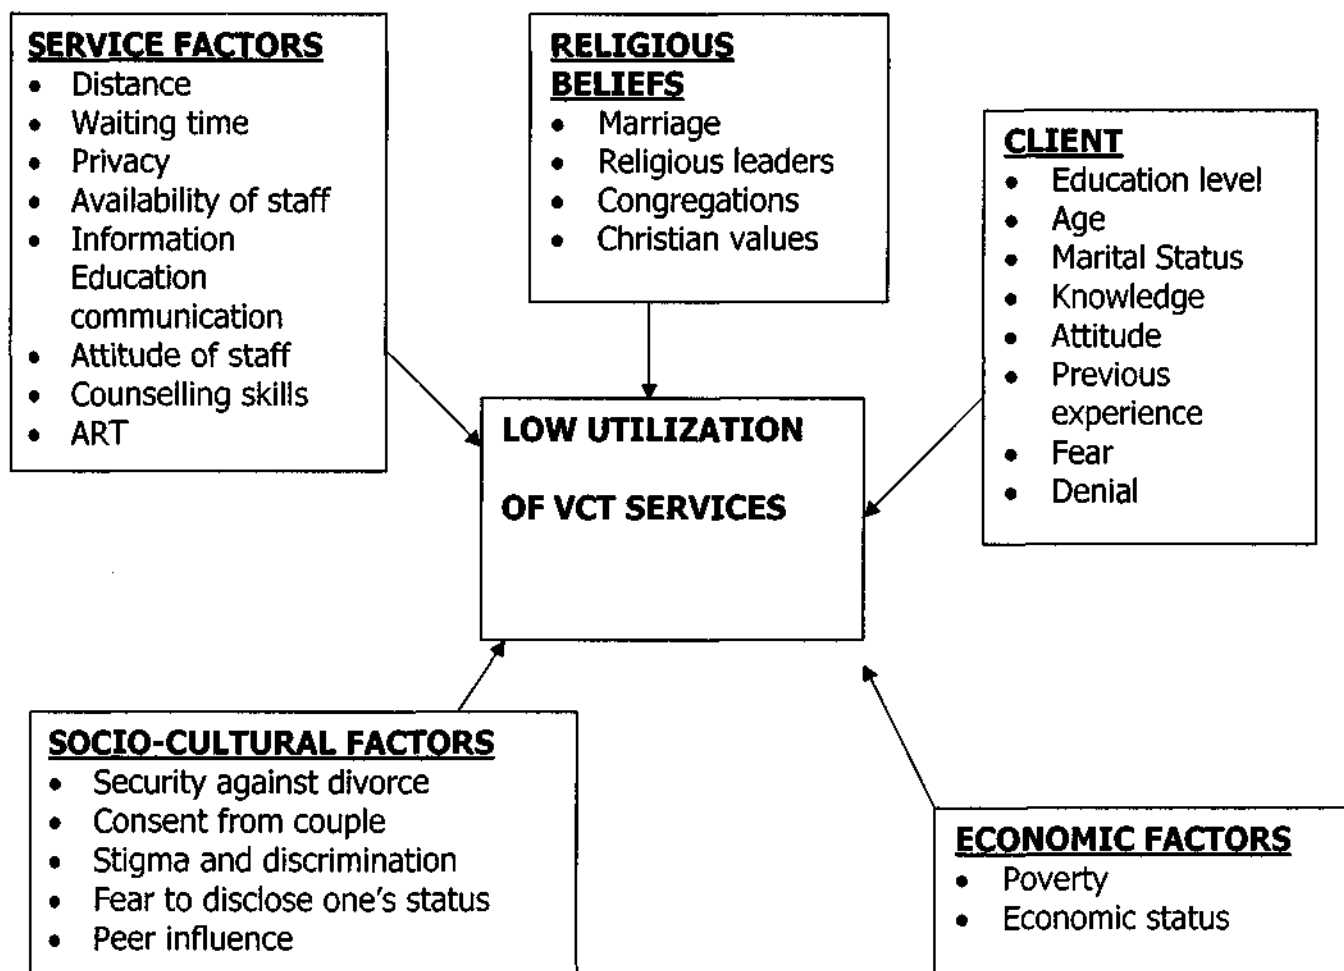 SERVICE FACTORS
• Distance
• Waiting time
• Privacy
• Availability of staff
• Information
Education
communication
• Attitude of staff
• Counselling skills
• ART
RELIGIOUS
BELIEFS
• Marriage
• Religious leaders
• Congregations
• Christian values
CLIENT
• Education level
• Age
• Marital Status
• Knowledge
• Attitude
• Previous
experience
• Fear
• Denial
LOW UTILIZATION
OF VCT SERVICES
SOCIO-CULTURAL FACTORS
• Security against divorce
• Consent from couple
• Stigma and discrimination
• Fear to disclose one's status
• Peer influence
ECONOMIC FACTORS
• Poverty
• Economic status